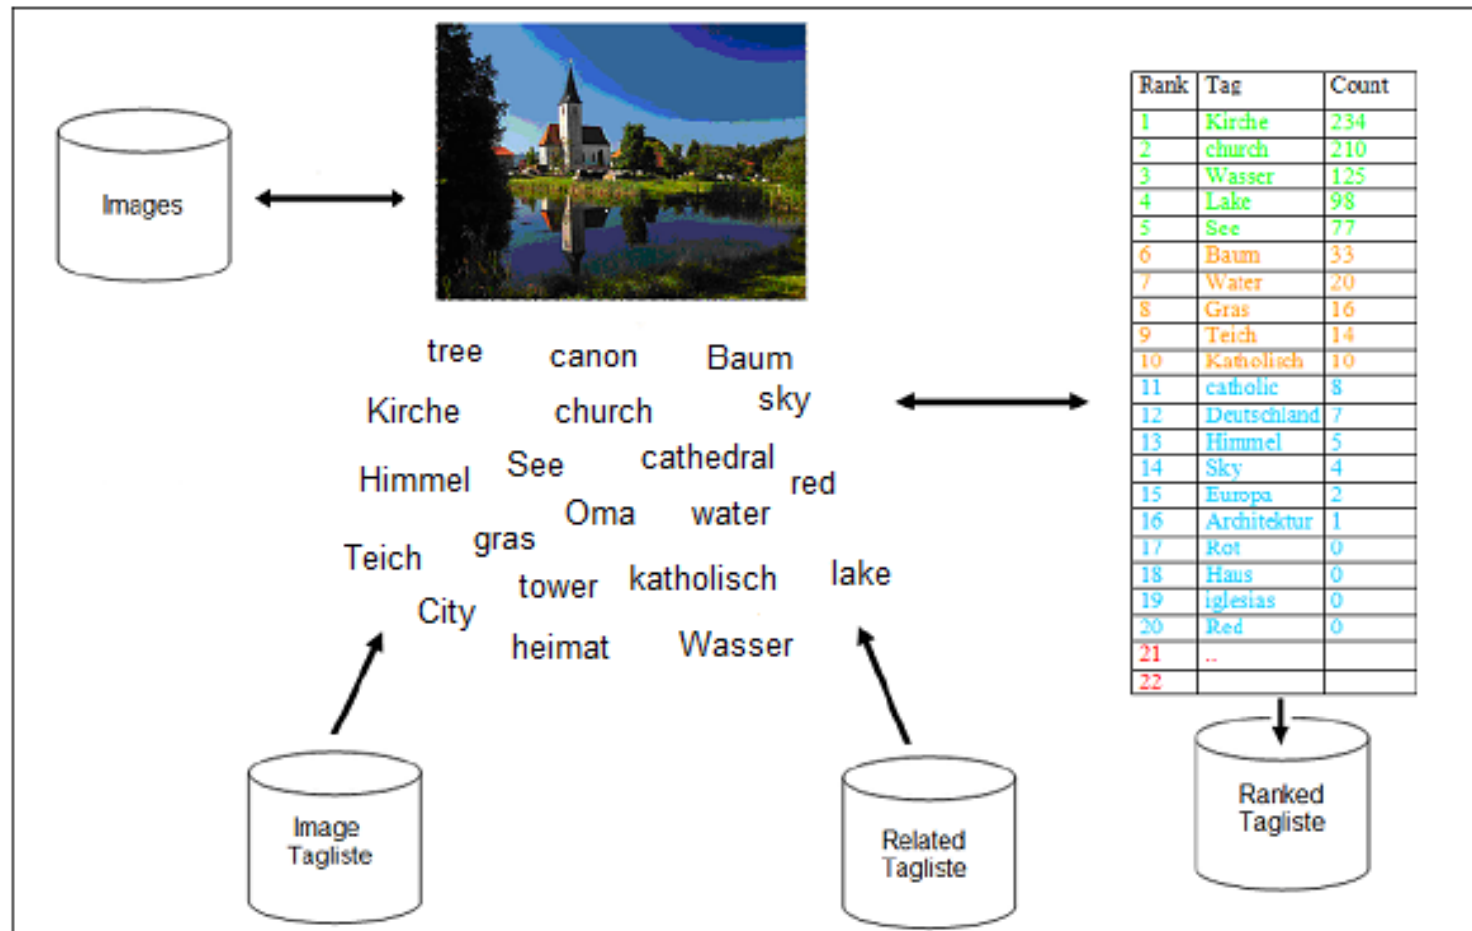 Images
tree canon Baum
Kirche church sky
Himmel See cathedral red
Oma water
Teich gras
tower katholisch lake
City
heimat Wasser
Image
Tagliste
Related
Tagliste
Rank Tag Count
1 Kirche 234
2 church 210
3 Wasser 125
4 Lake 98
5 See 77
6 Baum 33
7 Water 20
8 Gras 16
9 Teich 14
10 Katholisch 10
11 catholic 8
12 Deutschland 7
13 Himmel 5
14 Sky 4
15 Europa 2
16 Architektur 1
17 Rot 0
18 Haus 0
19 iglesias 0
20 Red 0
21 ..
22
Ranked
Tagliste